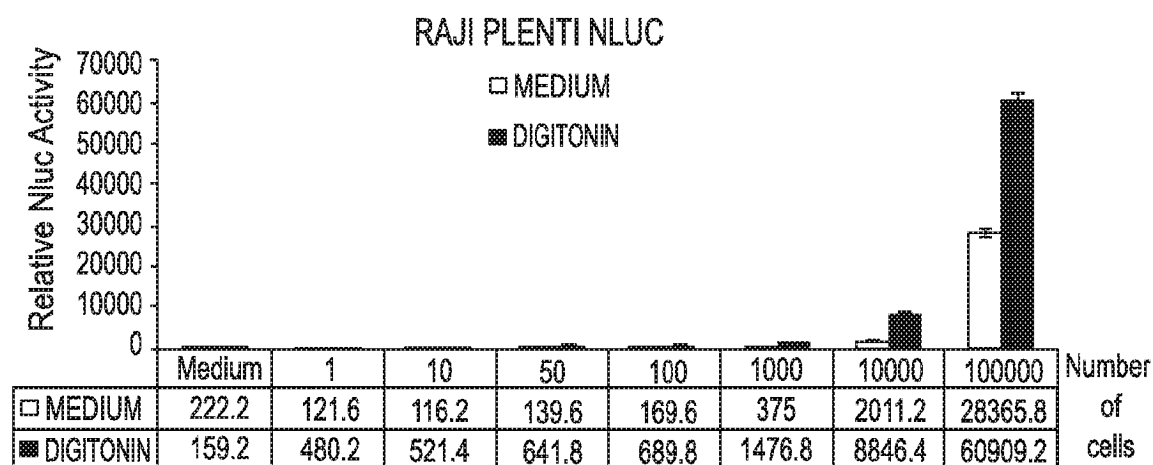 RAJI PLENTI NLUC
Relative Nluc Activity
70000
60000
50000
40000
30000
20000
10000
0
□ MEDIUM
■ DIGITONIN
Medium 1 10 50 100 1000 10000 100000 Number of cells
□ MEDIUM 222.2 121.6 116.2 139.6 169.6 375 2011.2 28365.8
■ DIGITONIN 159.2 480.2 521.4 641.8 689.8 1476.8 8846.4 60909.2